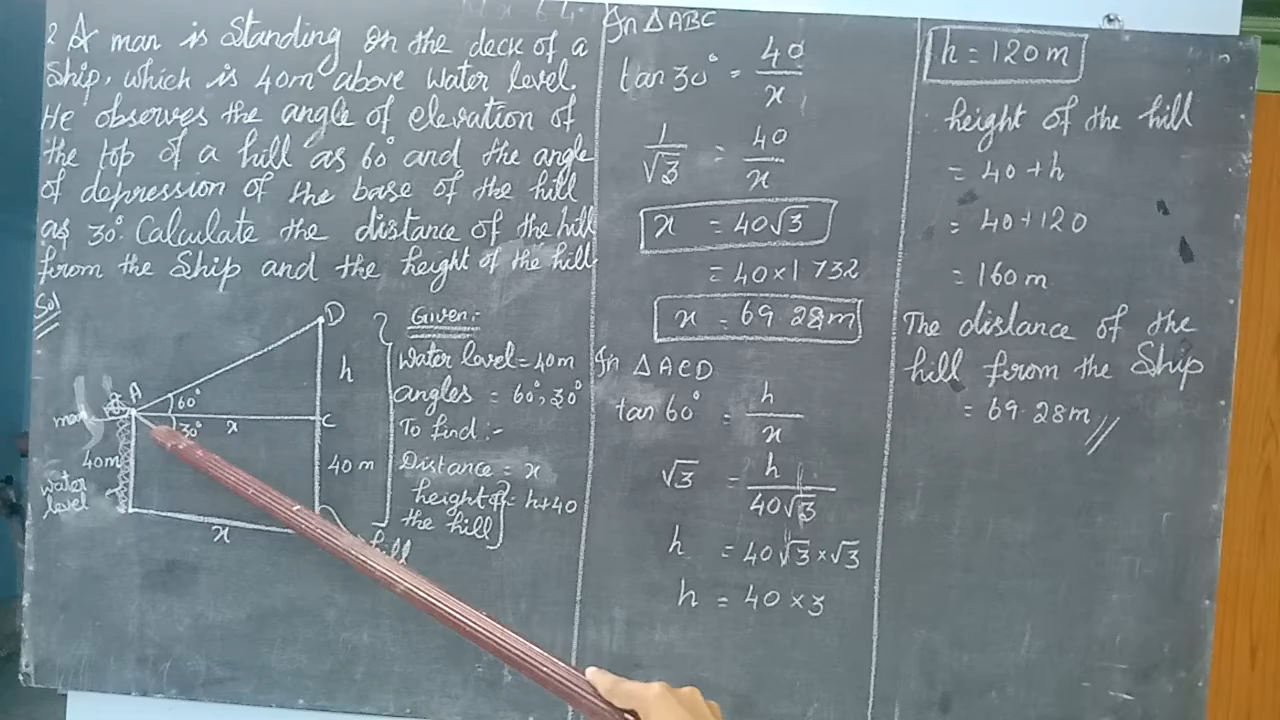 2 A man is standing on the deck of a
ship, which is 40m above water level.
He observes the angle of elevation of
the top of a hill as 60° and the angle
of depression of the base of the hill
as 30°. Calculate the distance of the hill
from the ship and the height of the hill.
Sol
D
h
A
60°
man
x
C
30°
40m
40 m
water
level
x
hill
Given:-
Water level = 40m
angles = 60°, 30°
To find:-
Distance = x
height of = h+40
the hill
In △ABC
tan 30° = 40/x
1/√3 = 40/x
x = 40√3
= 40×1 732
x = 69.28m
In △ACD
tan 60° = h/x
√3 = h/40√3
h = 40√3×√3
h = 40×3
h = 120m
height of the hill
= 40+h
= 40+120
= 160m
The distance of the
hill from the ship
= 69.28m //